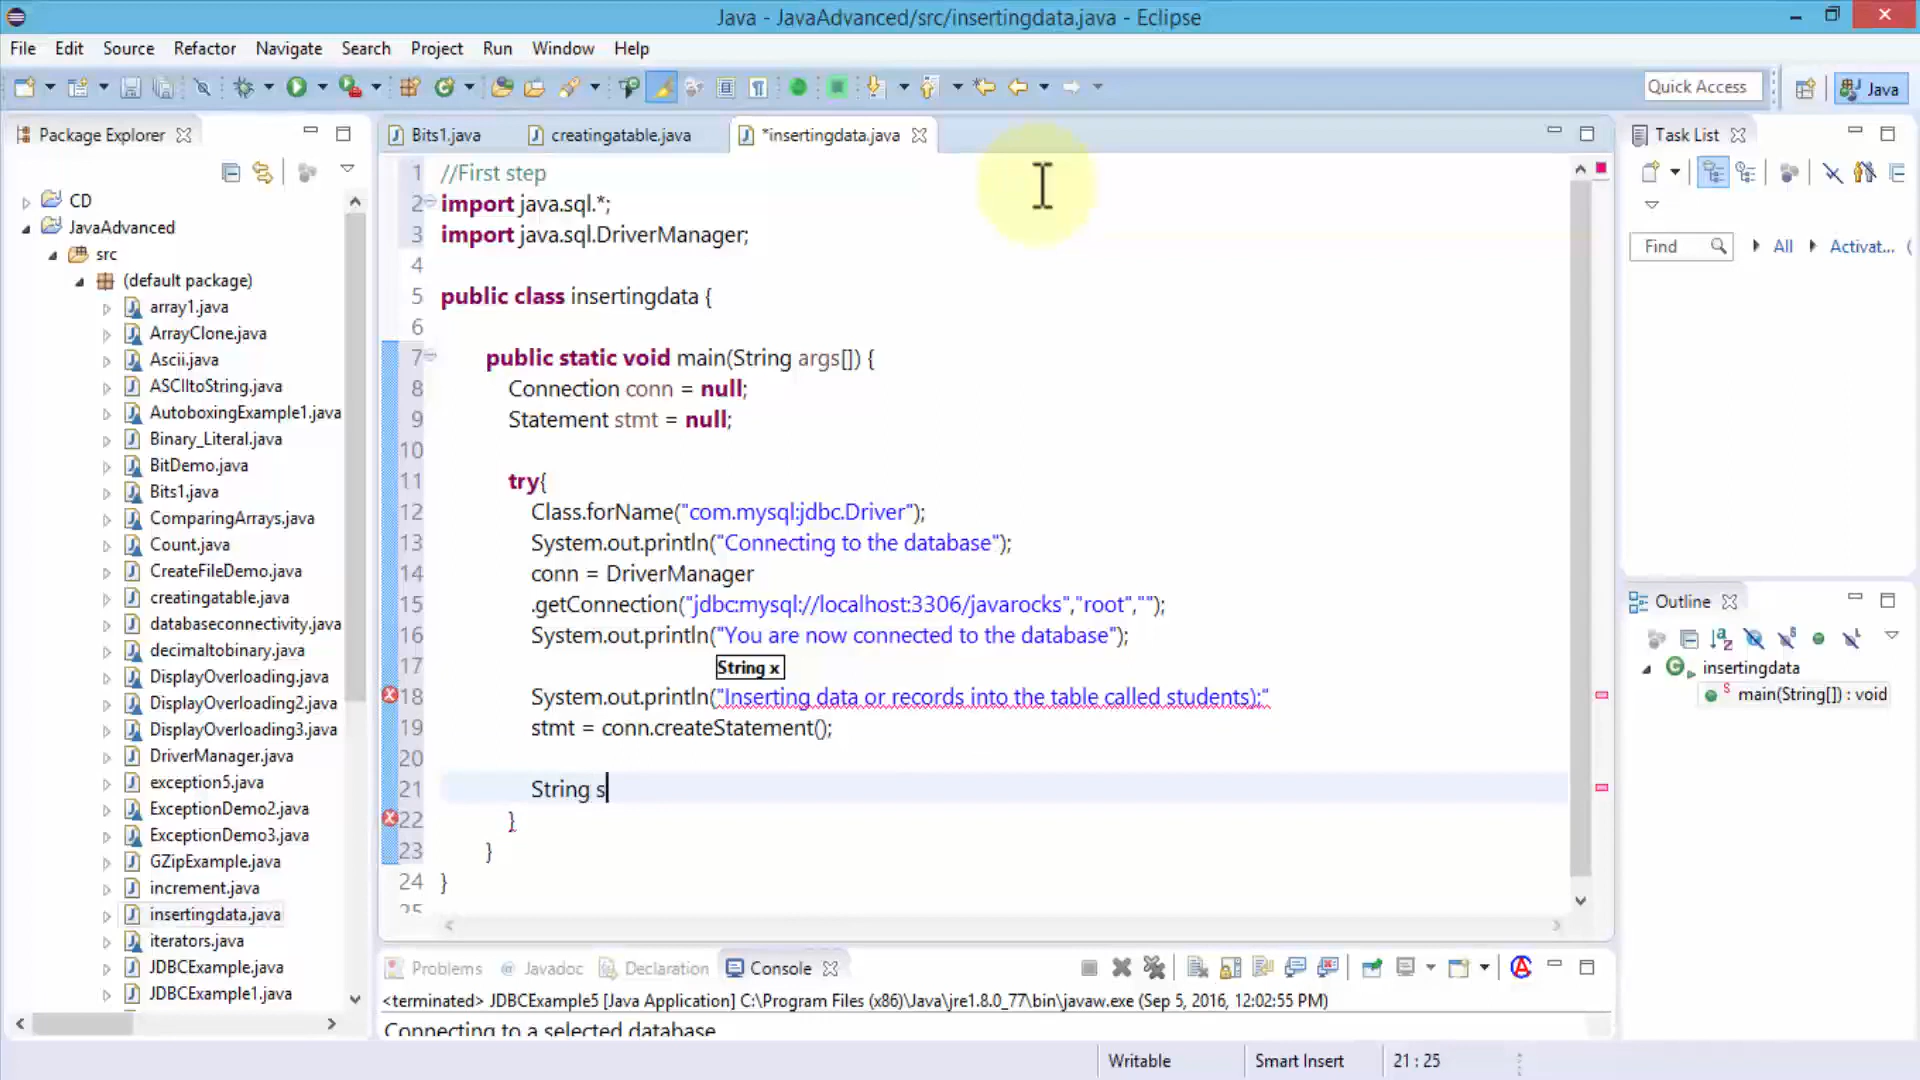 Java - JavaAdvanced/src/insertingdata.java - Eclipse
File Edit Source Refactor Navigate Search Project Run Window Help
Quick Access
Java
Package Explorer
CD
JavaAdvanced
src
(default package)
array1.java
ArrayClone.java
Ascii.java
ASCIItoString.java
AutoboxingExample1.java
Binary_Literal.java
BitDemo.java
Bits1.java
ComparingArrays.java
Count.java
CreateFileDemo.java
creatingatable.java
databaseconnectivity.java
decimaltobinary.java
DisplayOverloading.java
DisplayOverloading2.java
DisplayOverloading3.java
DriverManager.java
exception5.java
ExceptionDemo2.java
ExceptionDemo3.java
GZipExample.java
increment.java
insertingdata.java
iterators.java
JDBCExample.java
JDBCExample1.java
Bits1.java creatingatable.java *insertingdata.java
1 //First step
2 import java.sql.*;
3 import java.sql.DriverManager;
4
5 public class insertingdata {
6
7 public static void main(String args[]) {
8 Connection conn = null;
9 Statement stmt = null;
10
11 try{
12 Class.forName("com.mysql:jdbc.Driver");
13 System.out.println("Connecting to the database");
14 conn = DriverManager
15 .getConnection("jdbc:mysql://localhost:3306/javarocks","root","");
16 System.out.println("You are now connected to the database");
17 String x
18 System.out.println("Inserting data or records into the table called students);"
19 stmt = conn.createStatement();
20
21 String s
22 }
23 }
24 }
25
Problems Javadoc Declaration Console
<terminated> JDBCExample5 [Java Application] C:\Program Files (x86)\Java\jre1.8.0_77\bin\javaw.exe (Sep 5, 2016, 12:02:55 PM)
Connecting to a selected database
Task List
Find All Activat...
Outline
insertingdata
main(String[]) : void
Writable Smart Insert 21 : 25